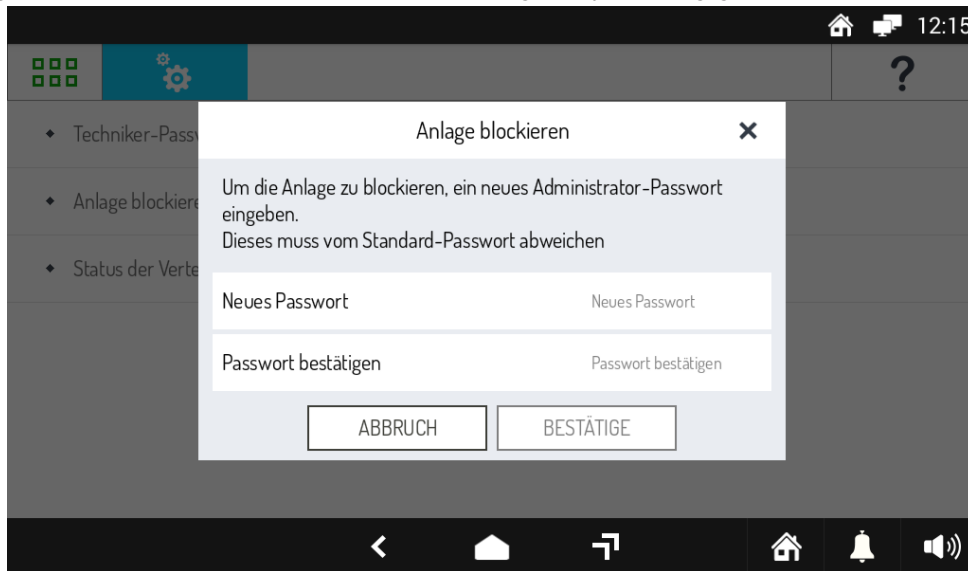 12:15
?
Techniker-Passw
Anlage blockieren
Um die Anlage zu blockieren, ein neues Administrator-Passwort
eingeben.
Dieses muss vom Standard-Passwort abweichen
Anlage blockiere
Status der Verte
Neues Passwort Neues Passwort
Passwort bestätigen Passwort bestätigen
ABBRUCH BESTÄTIGE